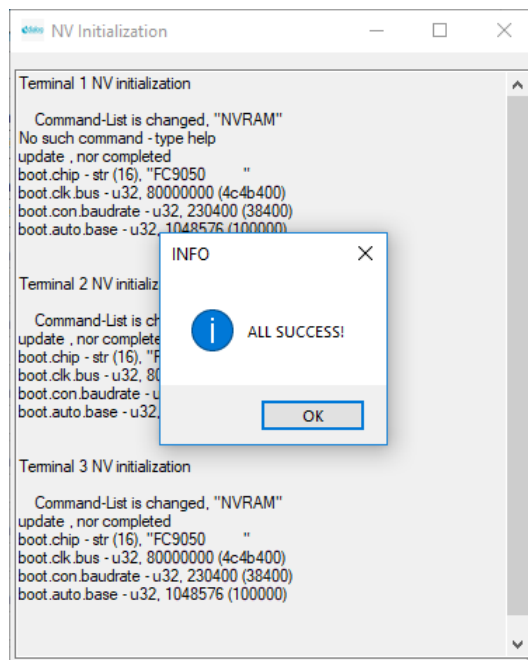 NV Initialization
Terminal 1 NV initialization
Command-List is changed, "NVRAM"
No such command - type help
update , nor completed
boot.chip - str (16), "FC9050 "
boot.clk.bus - u32, 80000000 (4c4b400)
boot.con.baudrate - u32, 230400 (38400)
boot.auto.base - u32, 1048576 (100000)
INFO
ALL SUCCESS!
OK
Terminal 2 NV initializ
Command-List is ch
update , nor complete
boot.chip - str (16), "F
boot.clk.bus - u32, 80
boot.con.baudrate - u
boot.auto.base - u32,
Terminal 3 NV initialization
Command-List is changed, "NVRAM"
update , nor completed
boot.chip - str (16), "FC9050 "
boot.clk.bus - u32, 80000000 (4c4b400)
boot.con.baudrate - u32, 230400 (38400)
boot.auto.base - u32, 1048576 (100000)